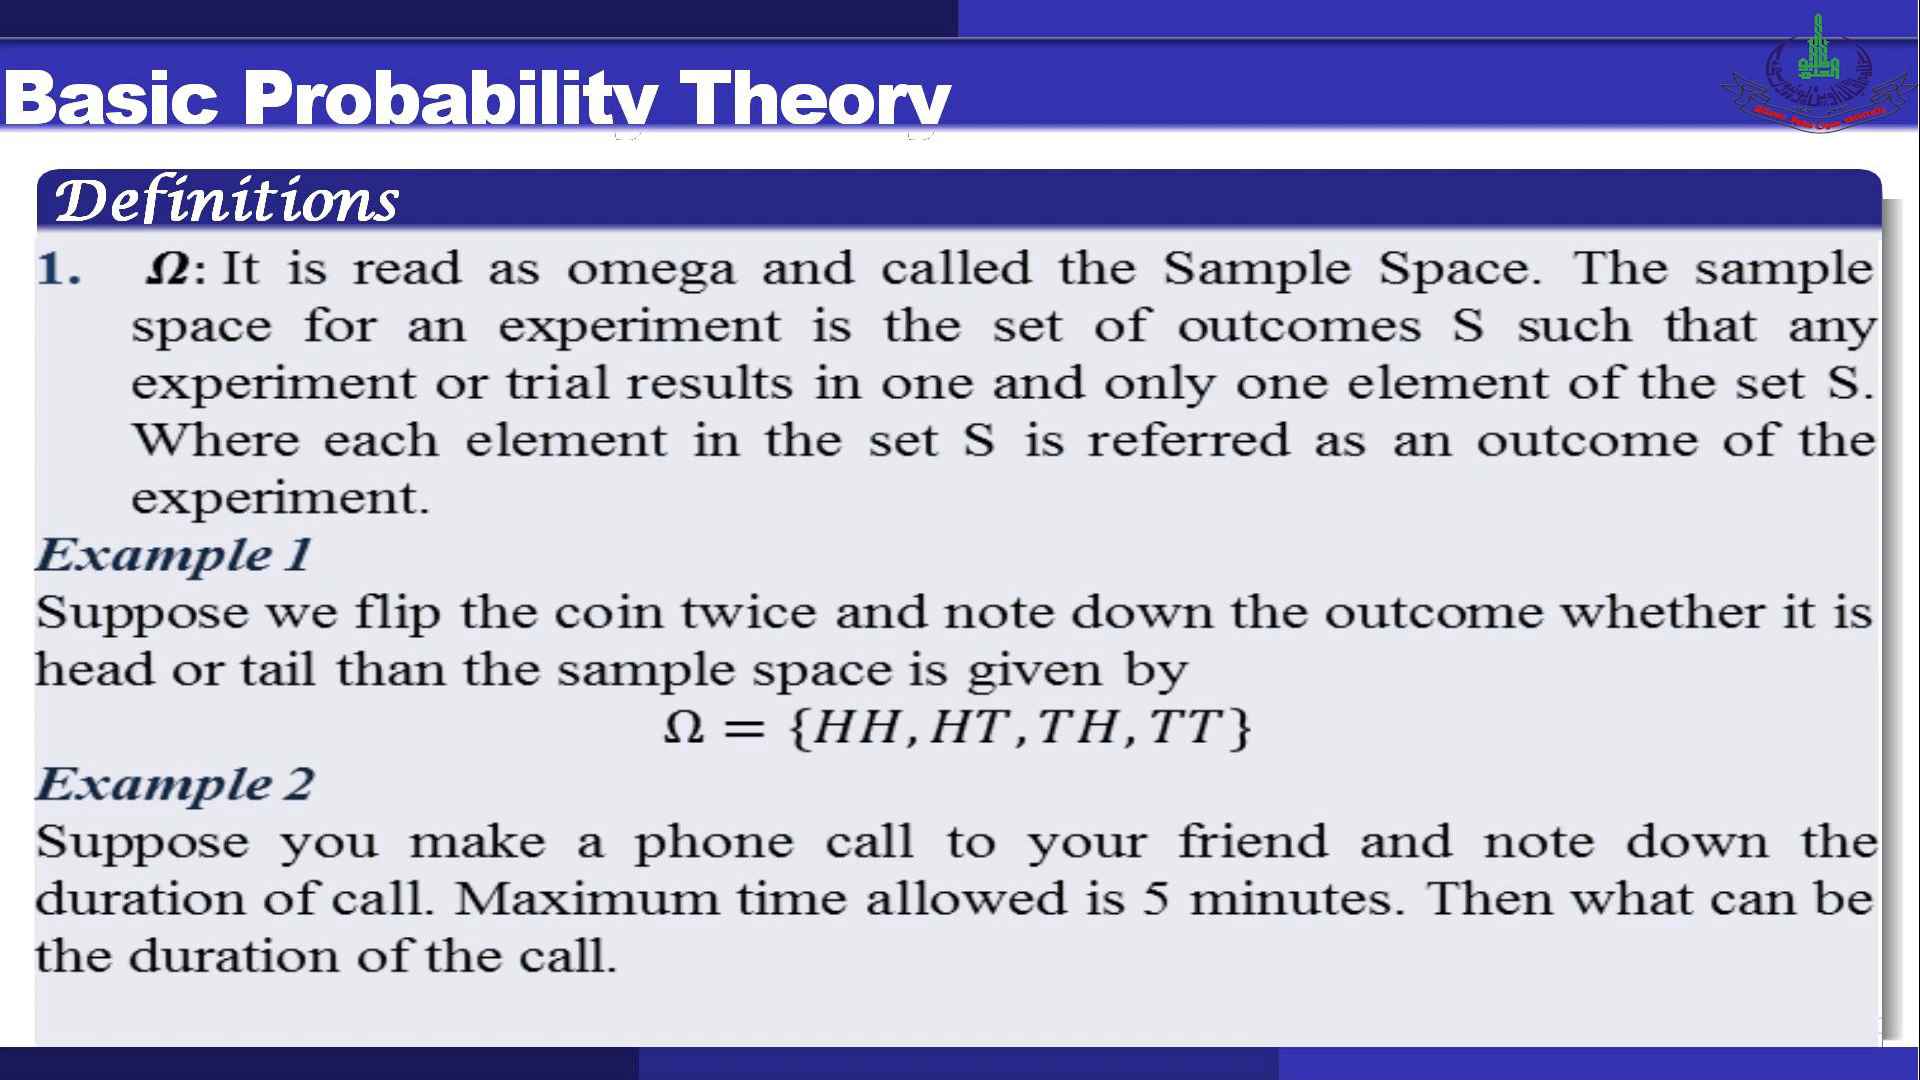 Basic Probability Theory
Definitions
1. Ω: It is read as omega and called the Sample Space. The sample
space for an experiment is the set of outcomes S such that any
experiment or trial results in one and only one element of the set S.
Where each element in the set S is referred as an outcome of the
experiment.
Example 1
Suppose we flip the coin twice and note down the outcome whether it is
head or tail than the sample space is given by
Ω = {HH, HT, TH, TT}
Example 2
Suppose you make a phone call to your friend and note down the
duration of call. Maximum time allowed is 5 minutes. Then what can be
the duration of the call.